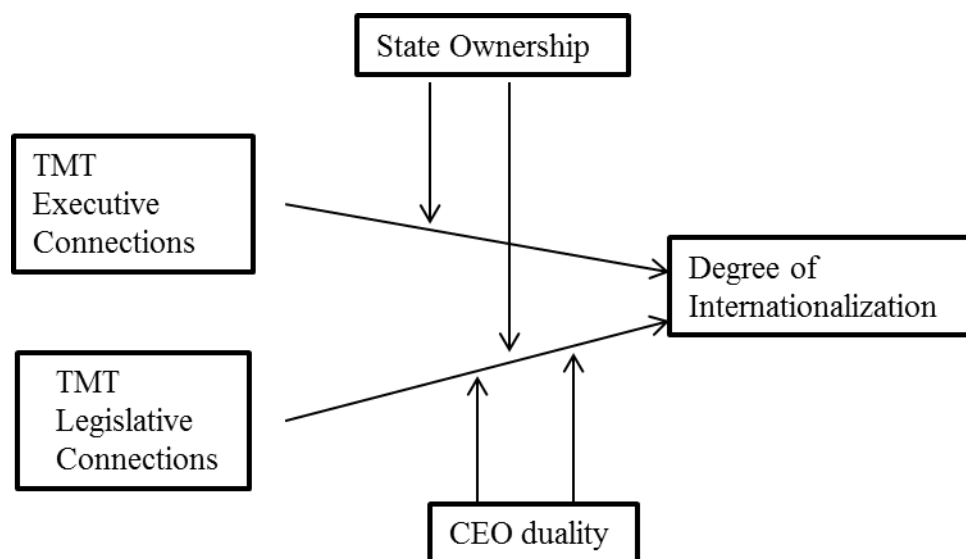 State Ownership
TMT
Executive
Connections
Degree of
Internationalization
TMT
Legislative
Connections
CEO duality